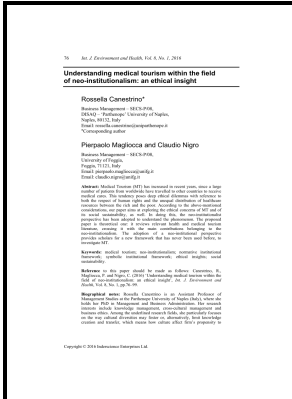 76 Int. J. Environment and Health, Vol. 8, No. 1, 2016
Understanding medical tourism within the field
of neo-institutionalism: an ethical insight
Rossella Canestrino*
Business Management – SECS-P/08,
DISAQ – 'Parthenope' University of Naples,
Naples, 80132, Italy
Email: rossella.canestrino@uniparthenope.it
*Corresponding author
Pierpaolo Magliocca and Claudio Nigro
Business Management – SECS-P/08,
University of Foggia,
Foggia, 71121, Italy
Email: pierpaolo.magliocca@unifg.it
Email: claudio.nigro@unifg.it
Abstract: Medical Tourism (MT) has increased in recent years, since a large
number of patients from worldwide have travelled to other countries to receive
medical cares. This tendency poses deep ethical dilemmas with reference to
both the respect of human rights and the unequal distribution of healthcare
resources between the rich and the poor. According to the above-mentioned
considerations, our paper aims at exploring the ethical concerns of MT and of
its social sustainability, as well. In doing this, the neo-institutionalist
perspective has been adopted to understand the phenomenon. The proposed
paper is theoretical one: it reviews relevant medical tourism
literature, crossing it with the main contributions belonging to the
neo-institutionalism. The adoption of a neo-institutional perspective
provides scholars for a new framework that has never been used before, to
investigate MT.
Keywords: medical tourism; neo-institutionalism; normative institutional
framework; symbolic institutional framework; ethical insights; social
sustainability.
Reference to this paper should be made as follows: Canestrino, R.,
Magliocca, P. and Nigro, C. (2016) 'Understanding medical tourism within the
field of neo-institutionalism: an ethical insight', Int. J. Environment and
Health, Vol. 8, No. 1, pp.76–99.
Biographical notes: Rossella Canestrino is an Assistant Professor of
Management Studies at the Parthenope University of Naples (Italy), where she
holds her PhD in Management and Business Administration. Her research
interests include knowledge management, cross-cultural management and
business ethics. Among the underlined research fields, she particularly focuses
on the way cultural diversities may foster or, alternatively, limit knowledge
creation and transfer, which means how culture affect firm's propensity to
Copyright © 2016 Inderscience Enterprises Ltd.